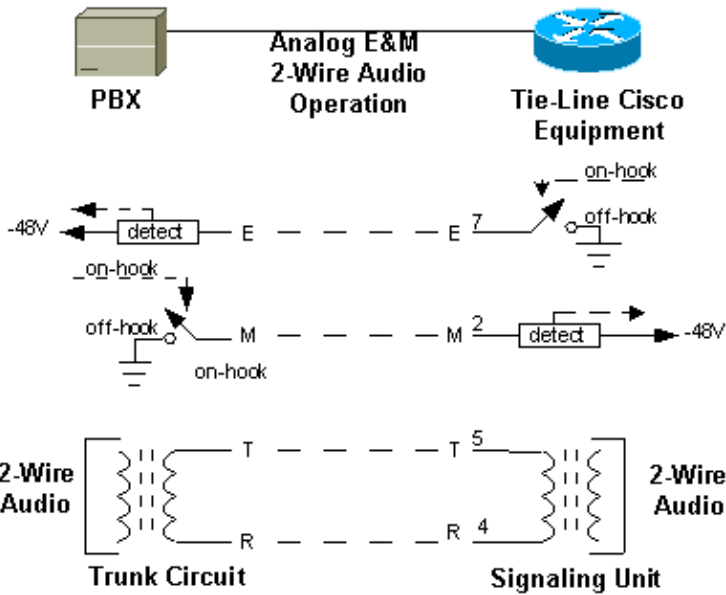 Analog E&M
2-Wire Audio
Operation
PBX
Tie-Line Cisco
Equipment
on-hook
-48V
detect
E
E
7
off-hook
on-hook
off-hook
M
M
2
detect
-48V
on-hook
2-Wire
Audio
T
T
5
2-Wire
Audio
R
R
4
Trunk Circuit
Signaling Unit